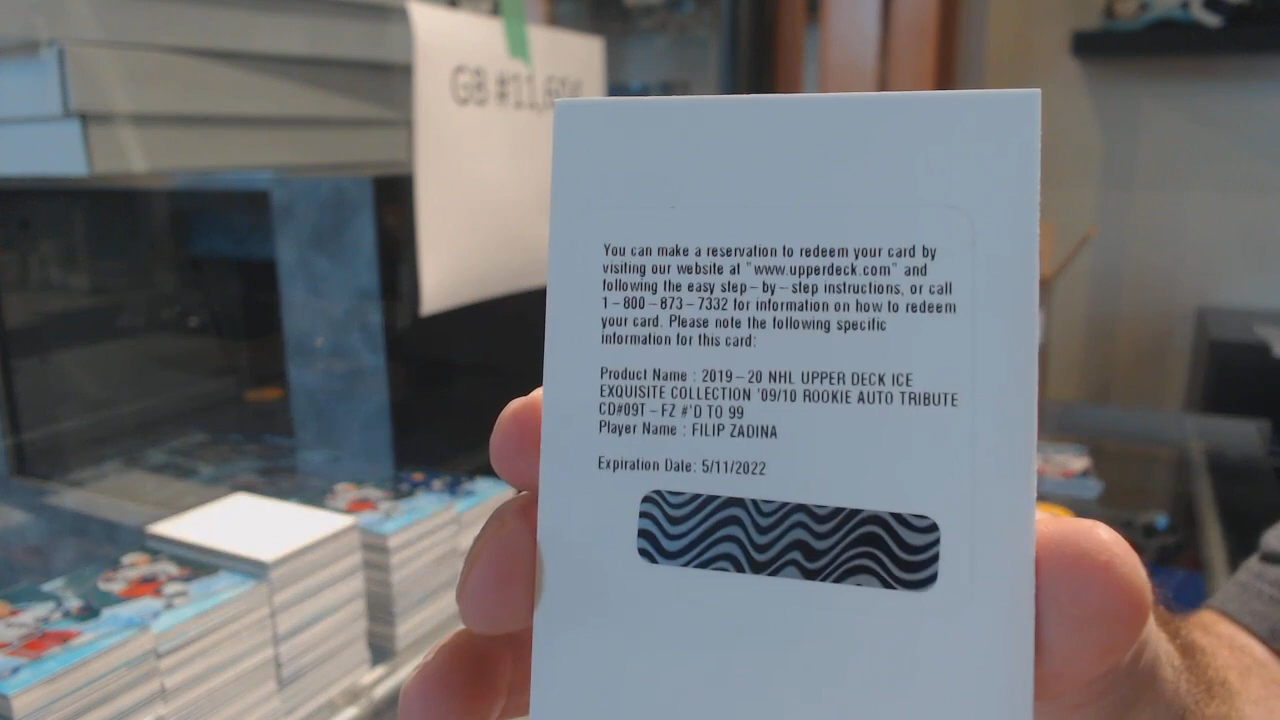 GB #11,60
You can make a reservation to redeem your card by
visiting our website at "www.upperdeck.com" and
following the easy step-by-step instructions, or call
1-800-873-7332 for information on how to redeem
your card. Please note the following specific
information for this card:
Product Name : 2019-20 NHL UPPER DECK ICE
EXQUISITE COLLECTION '09/10 ROOKIE AUTO TRIBUTE
CD#09T-FZ #'D TO 99
Player Name : FILIP ZADINA
Expiration Date: 5/11/2022